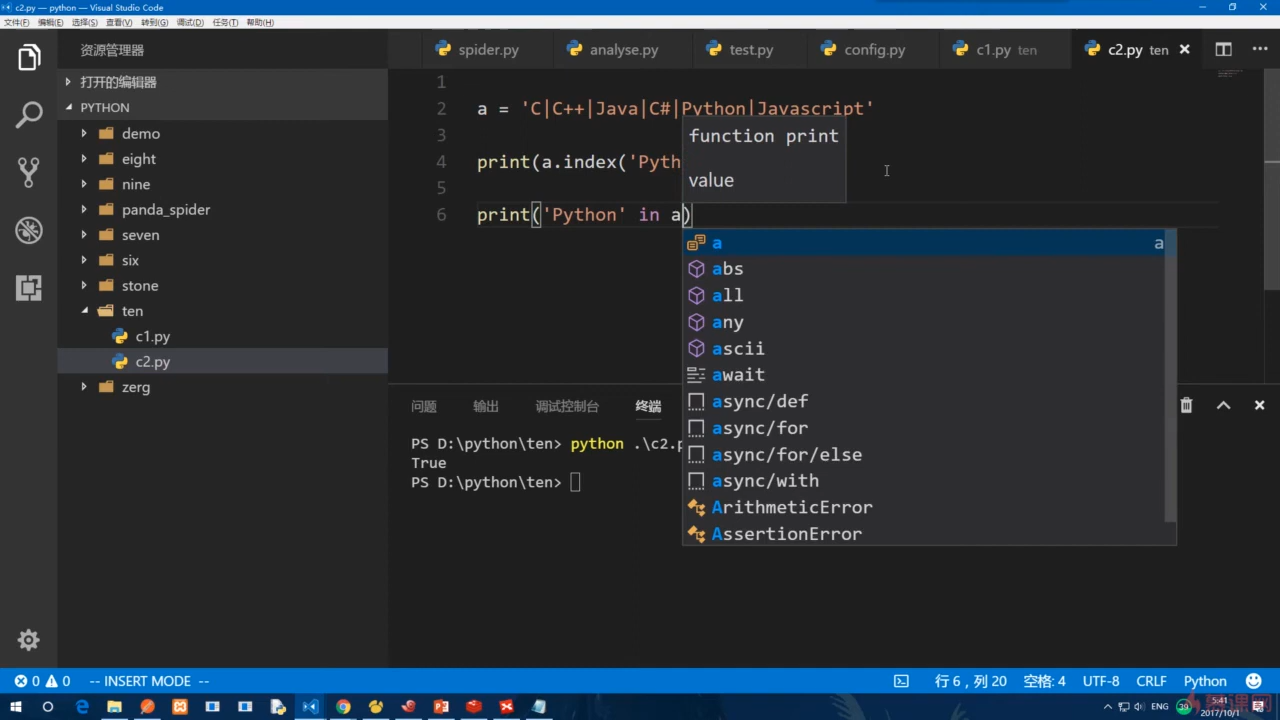 c2.py — python — Visual Studio Code
文件(F) 编辑(E) 选择(S) 查看(V) 转到(G) 调试(D) 任务(T) 帮助(H)
资源管理器
spider.py
analyse.py
test.py
config.py
c1.py ten
c2.py ten
打开的编辑器
PYTHON
demo
eight
nine
panda_spider
seven
six
stone
ten
c1.py
c2.py
zerg
1
2 a = 'C|C++|Java|C#|Python|Javascript'
3
4 print(a.index('Pyth
5
6 print('Python' in a)
function print
value
a a
abs
all
any
ascii
await
async/def
async/for
async/for/else
async/with
ArithmeticError
AssertionError
问题 输出 调试控制台 终端
PS D:\python\ten> python .\c2.p
True
PS D:\python\ten>
0 0 -- INSERT MODE --
行 6，列 20 空格: 4 UTF-8 CRLF Python
ENG 39 5:41
2017/10/1
慕课网